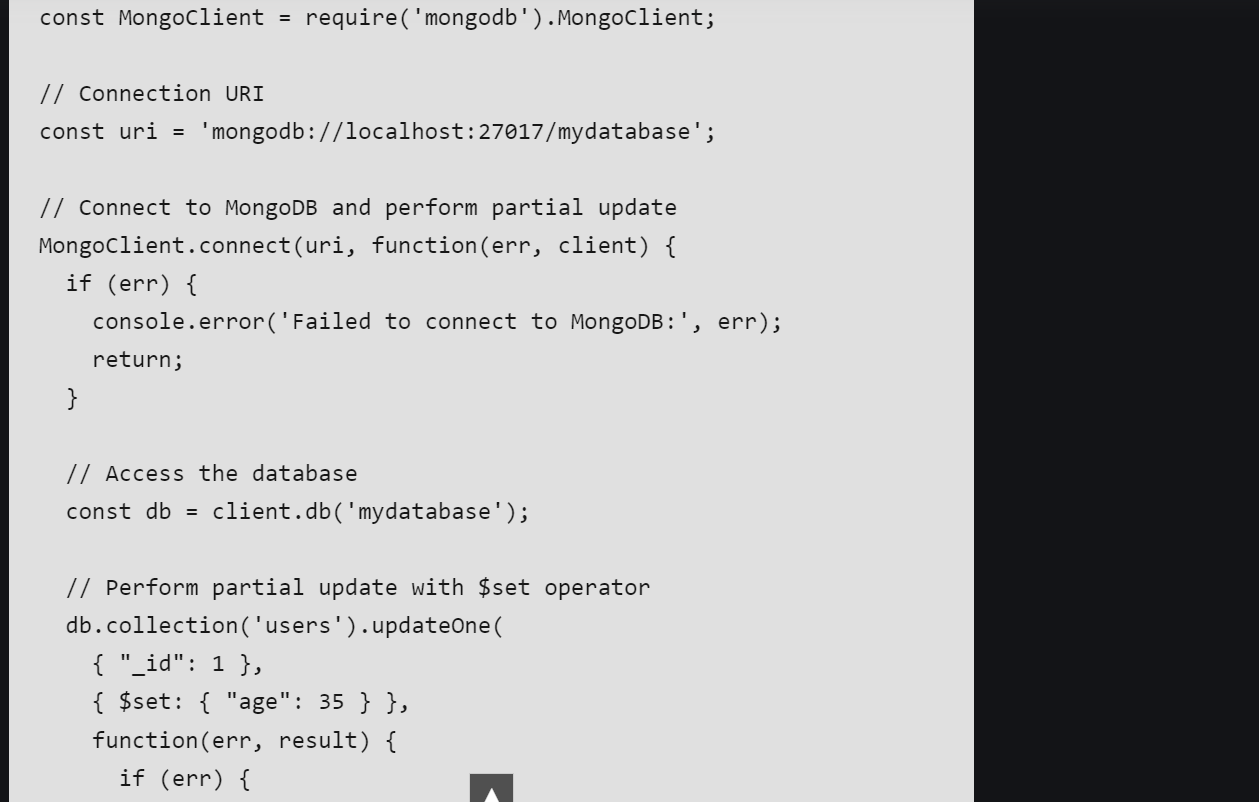 const MongoClient = require('mongodb').MongoClient;
// Connection URI
const uri = 'mongodb://localhost:27017/mydatabase';
// Connect to MongoDB and perform partial update
MongoClient.connect(uri, function(err, client) {
  if (err) {
    console.error('Failed to connect to MongoDB:', err);
    return;
  }
  // Access the database
  const db = client.db('mydatabase');
  // Perform partial update with $set operator
  db.collection('users').updateOne(
    { "_id": 1 },
    { $set: { "age": 35 } },
    function(err, result) {
      if (err) {